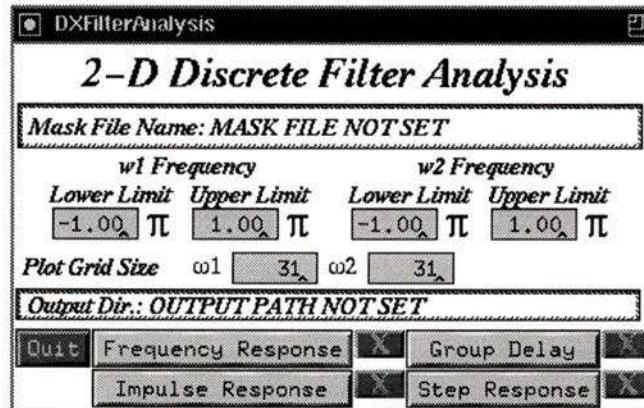 DXFilterAnalysis
2-D Discrete Filter Analysis
Mask File Name: MASK FILE NOT SET
w1 Frequency w2 Frequency
Lower Limit Upper Limit Lower Limit Upper Limit
-1.00 π 1.00 π -1.00 π 1.00 π
Plot Grid Size ω1 31 ω2 31
Output Dir.: OUTPUT PATH NOT SET
Quit Frequency Response X Group Delay X
Impulse Response X Step Response X